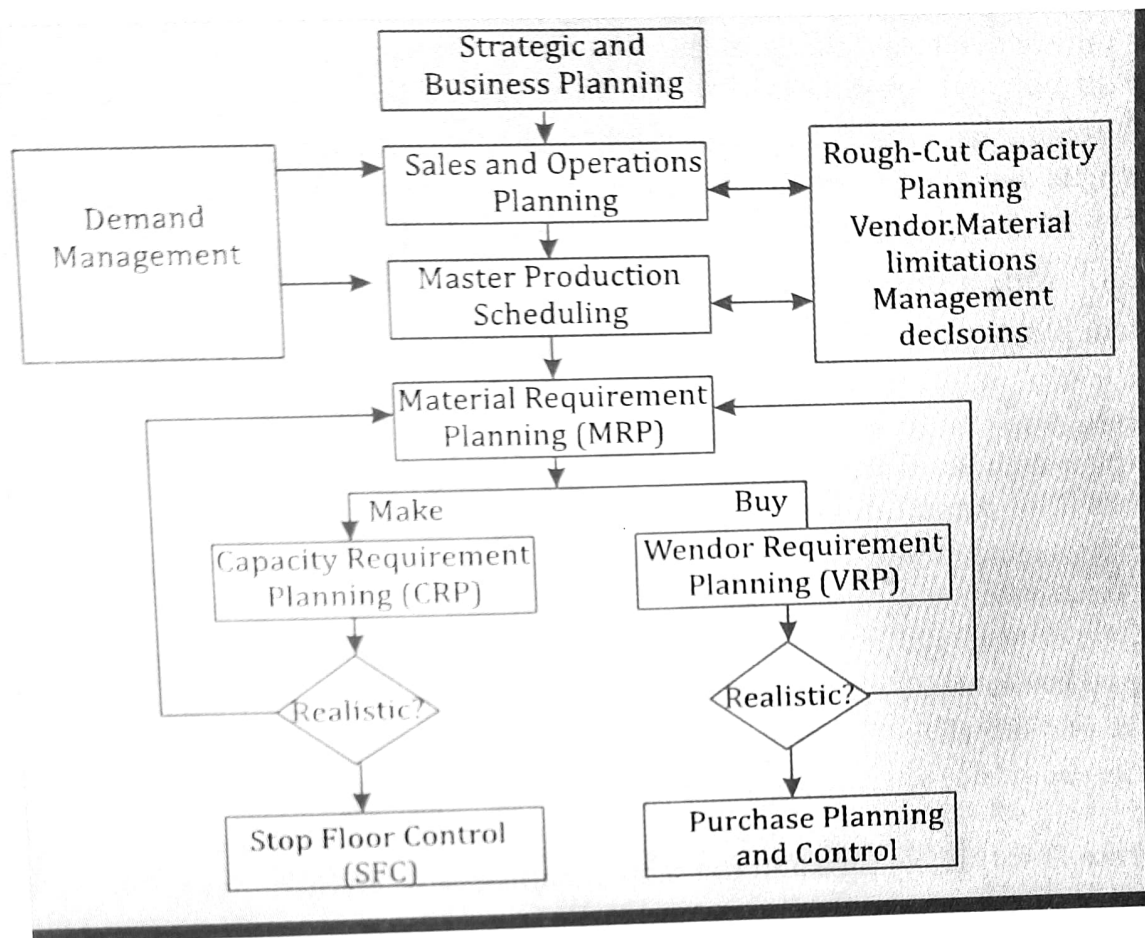 Strategic and
Business Planning
Demand
Management
Sales and Operations
Planning
Rough-Cut Capacity
Planning
Vendor.Material
limitations
Management
declsoins
Master Production
Scheduling
Material Requirement
Planning (MRP)
Make
Buy
Capacity Requirement
Planning (CRP)
Wendor Requirement
Planning (VRP)
Realistic?
Realistic?
Stop Floor Control
(SFC)
Purchase Planning
and Control